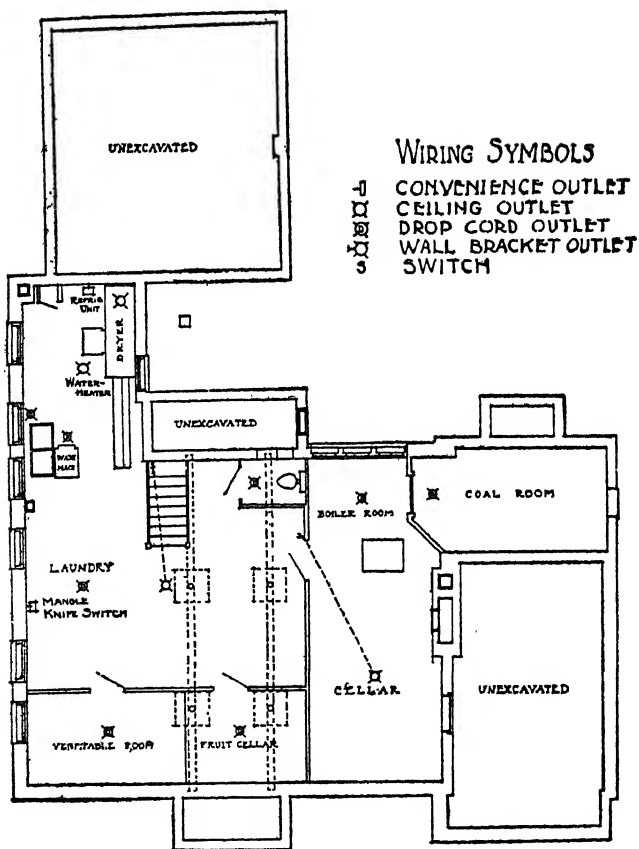 UNEXCAVATED
WIRING SYMBOLS
CONVENIENCE OUTLET
CEILING OUTLET
DROP CORD OUTLET
WALL BRACKET OUTLET
S SWITCH
REFRIG
UNIT
DRYER
WATER-
HEATER
UNEXCAVATED
WASH
MACH
BOILER ROOM
COAL ROOM
LAUNDRY
MANGLE
KNIFE SWITCH
CELLAR
UNEXCAVATED
VEGETABLE ROOM
FRUIT CELLAR